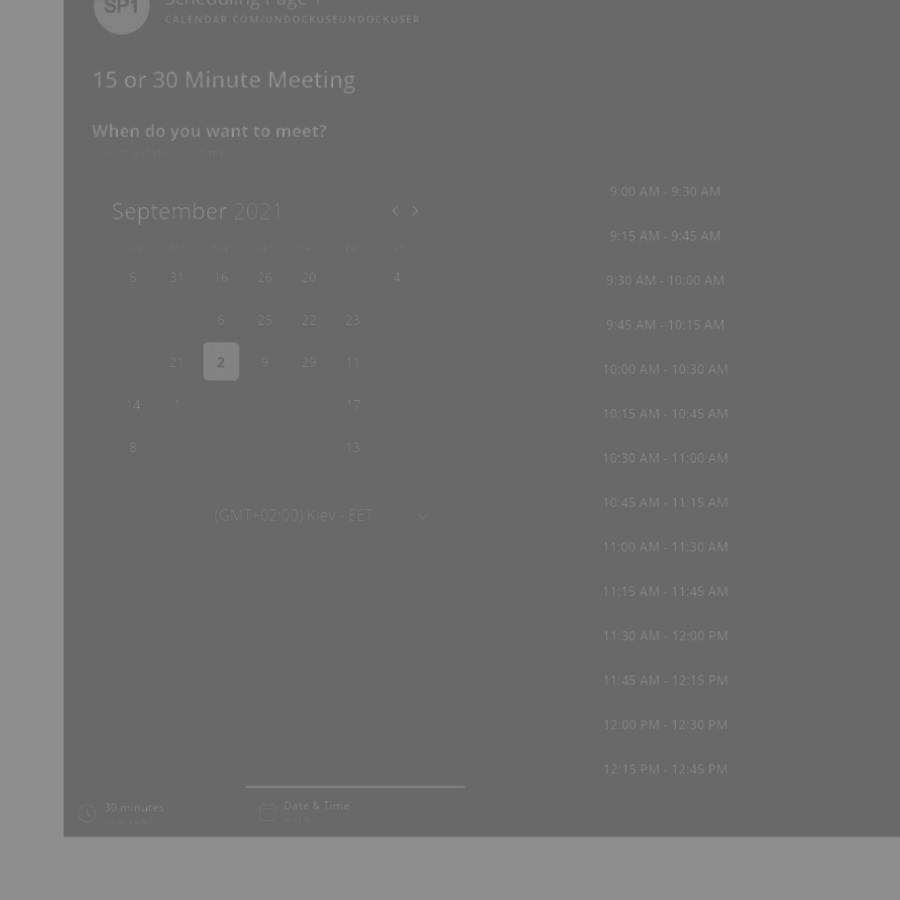 SP1
Scheduling Page 1
CALENDAR.COM/UNDOCKUSEUNDOCKUSER
15 or 30 Minute Meeting
When do you want to meet?
September 2021
5 31 16 26 20 4
6 25 22 23
21 2 9 29 11
14 1 17
8 13
(GMT+02:00) Kiev - EET
9:00 AM - 9:30 AM
9:15 AM - 9:45 AM
9:30 AM - 10:00 AM
9:45 AM - 10:15 AM
10:00 AM - 10:30 AM
10:15 AM - 10:45 AM
10:30 AM - 11:00 AM
10:45 AM - 11:15 AM
11:00 AM - 11:30 AM
11:15 AM - 11:45 AM
11:30 AM - 12:00 PM
11:45 AM - 12:15 PM
12:00 PM - 12:30 PM
12:15 PM - 12:45 PM
30 minutes
Date & Time